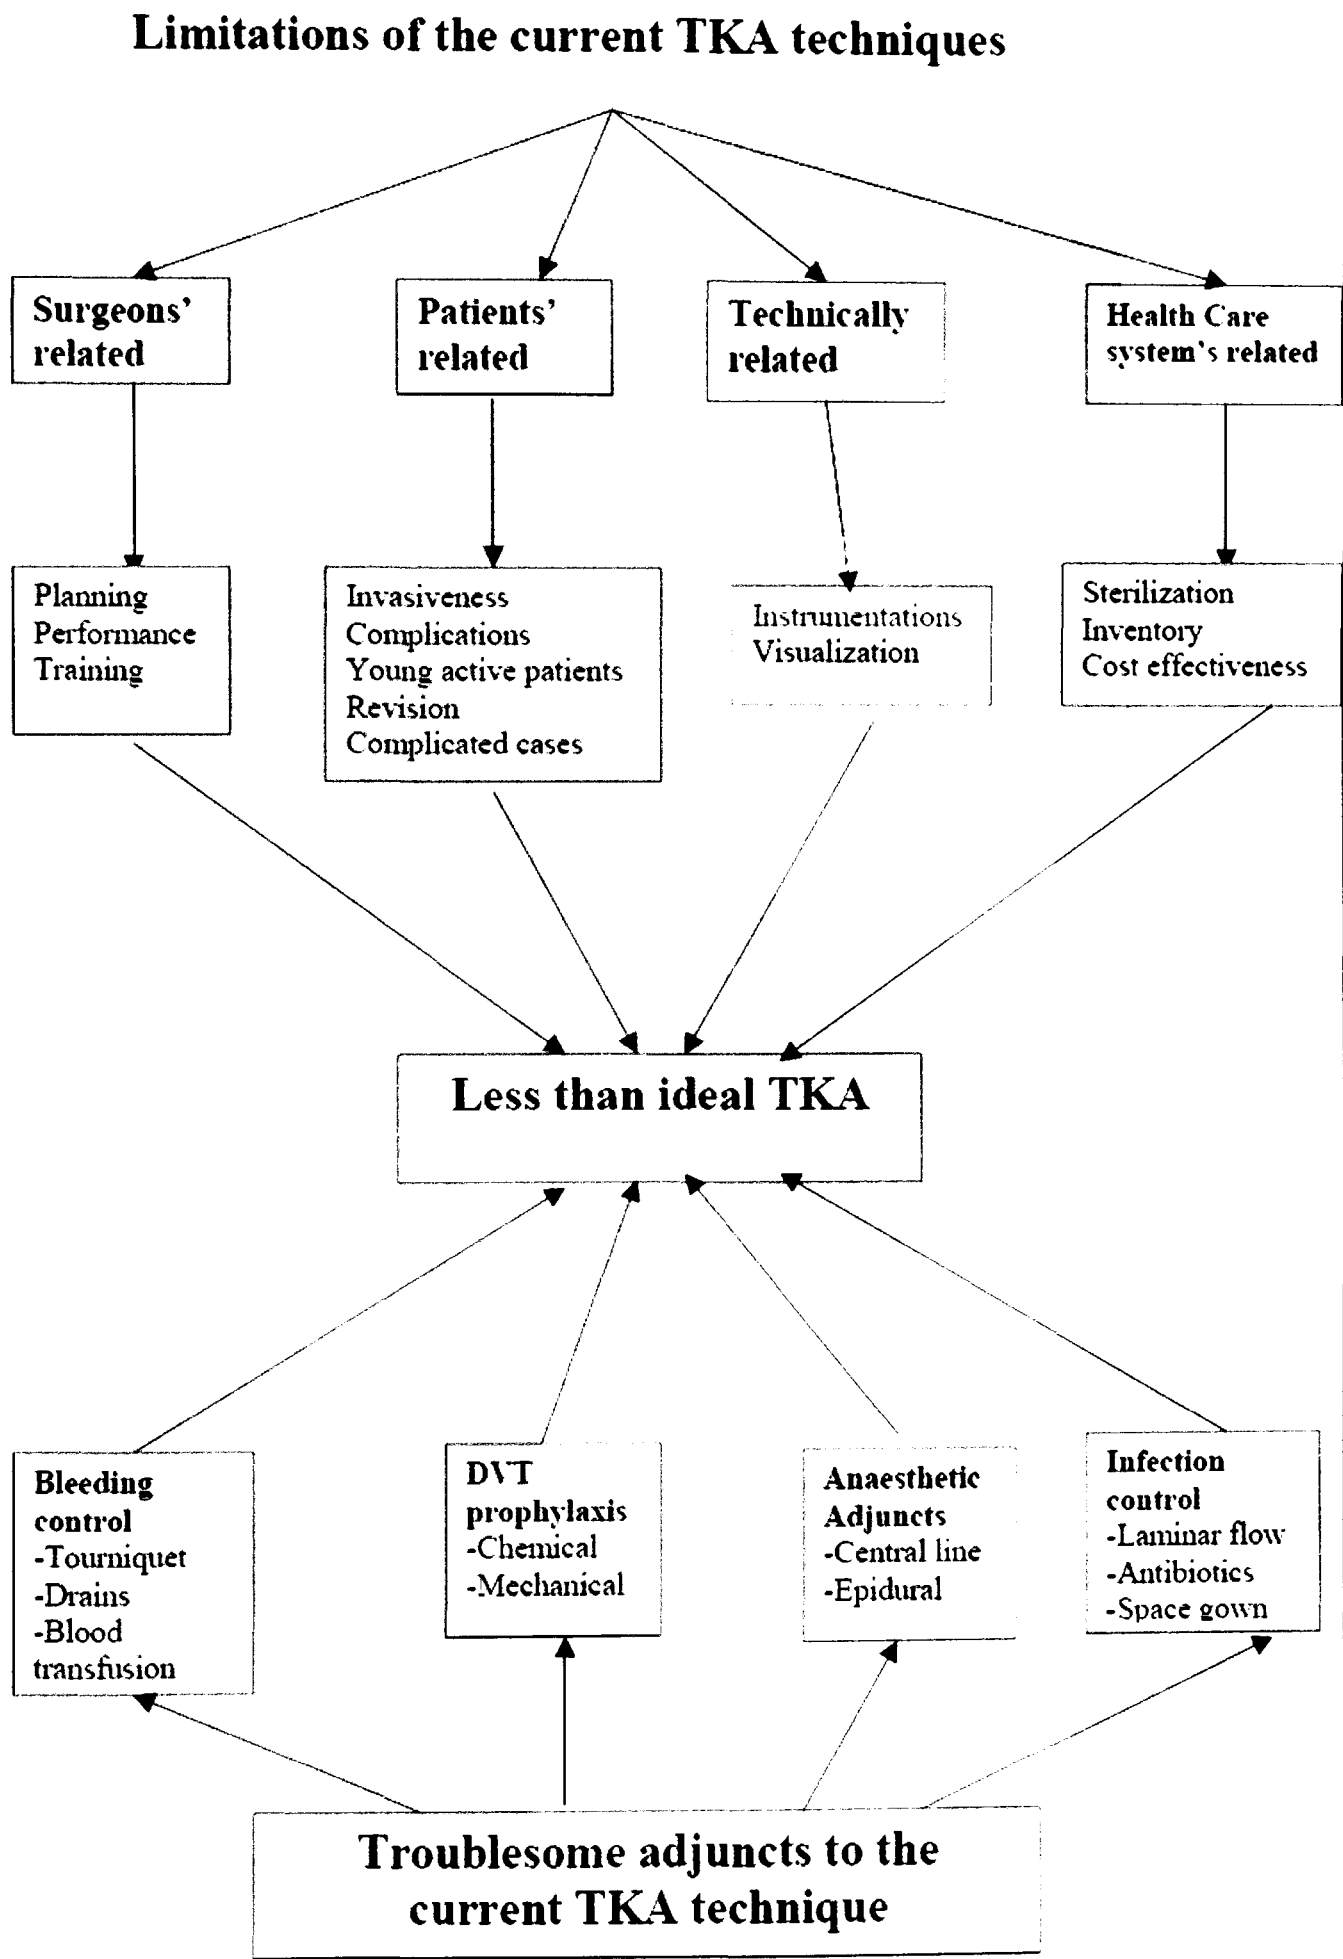 Limitations of the current TKA techniques
Surgeons’
related
Patients’
related
Technically
related
Health Care
system’s related
Planning
Performance
Training
Invasiveness
Complications
Young active patients
Revision
Complicated cases
Instrumentations
Visualization
Sterilization
Inventory
Cost effectiveness
Less than ideal TKA
Bleeding
control
-Tourniquet
-Drains
-Blood
transfusion
DVT
prophylaxis
-Chemical
-Mechanical
Anaesthetic
Adjuncts
-Central line
-Epidural
Infection
control
-Laminar flow
-Antibiotics
-Space gown
Troublesome adjuncts to the
current TKA technique